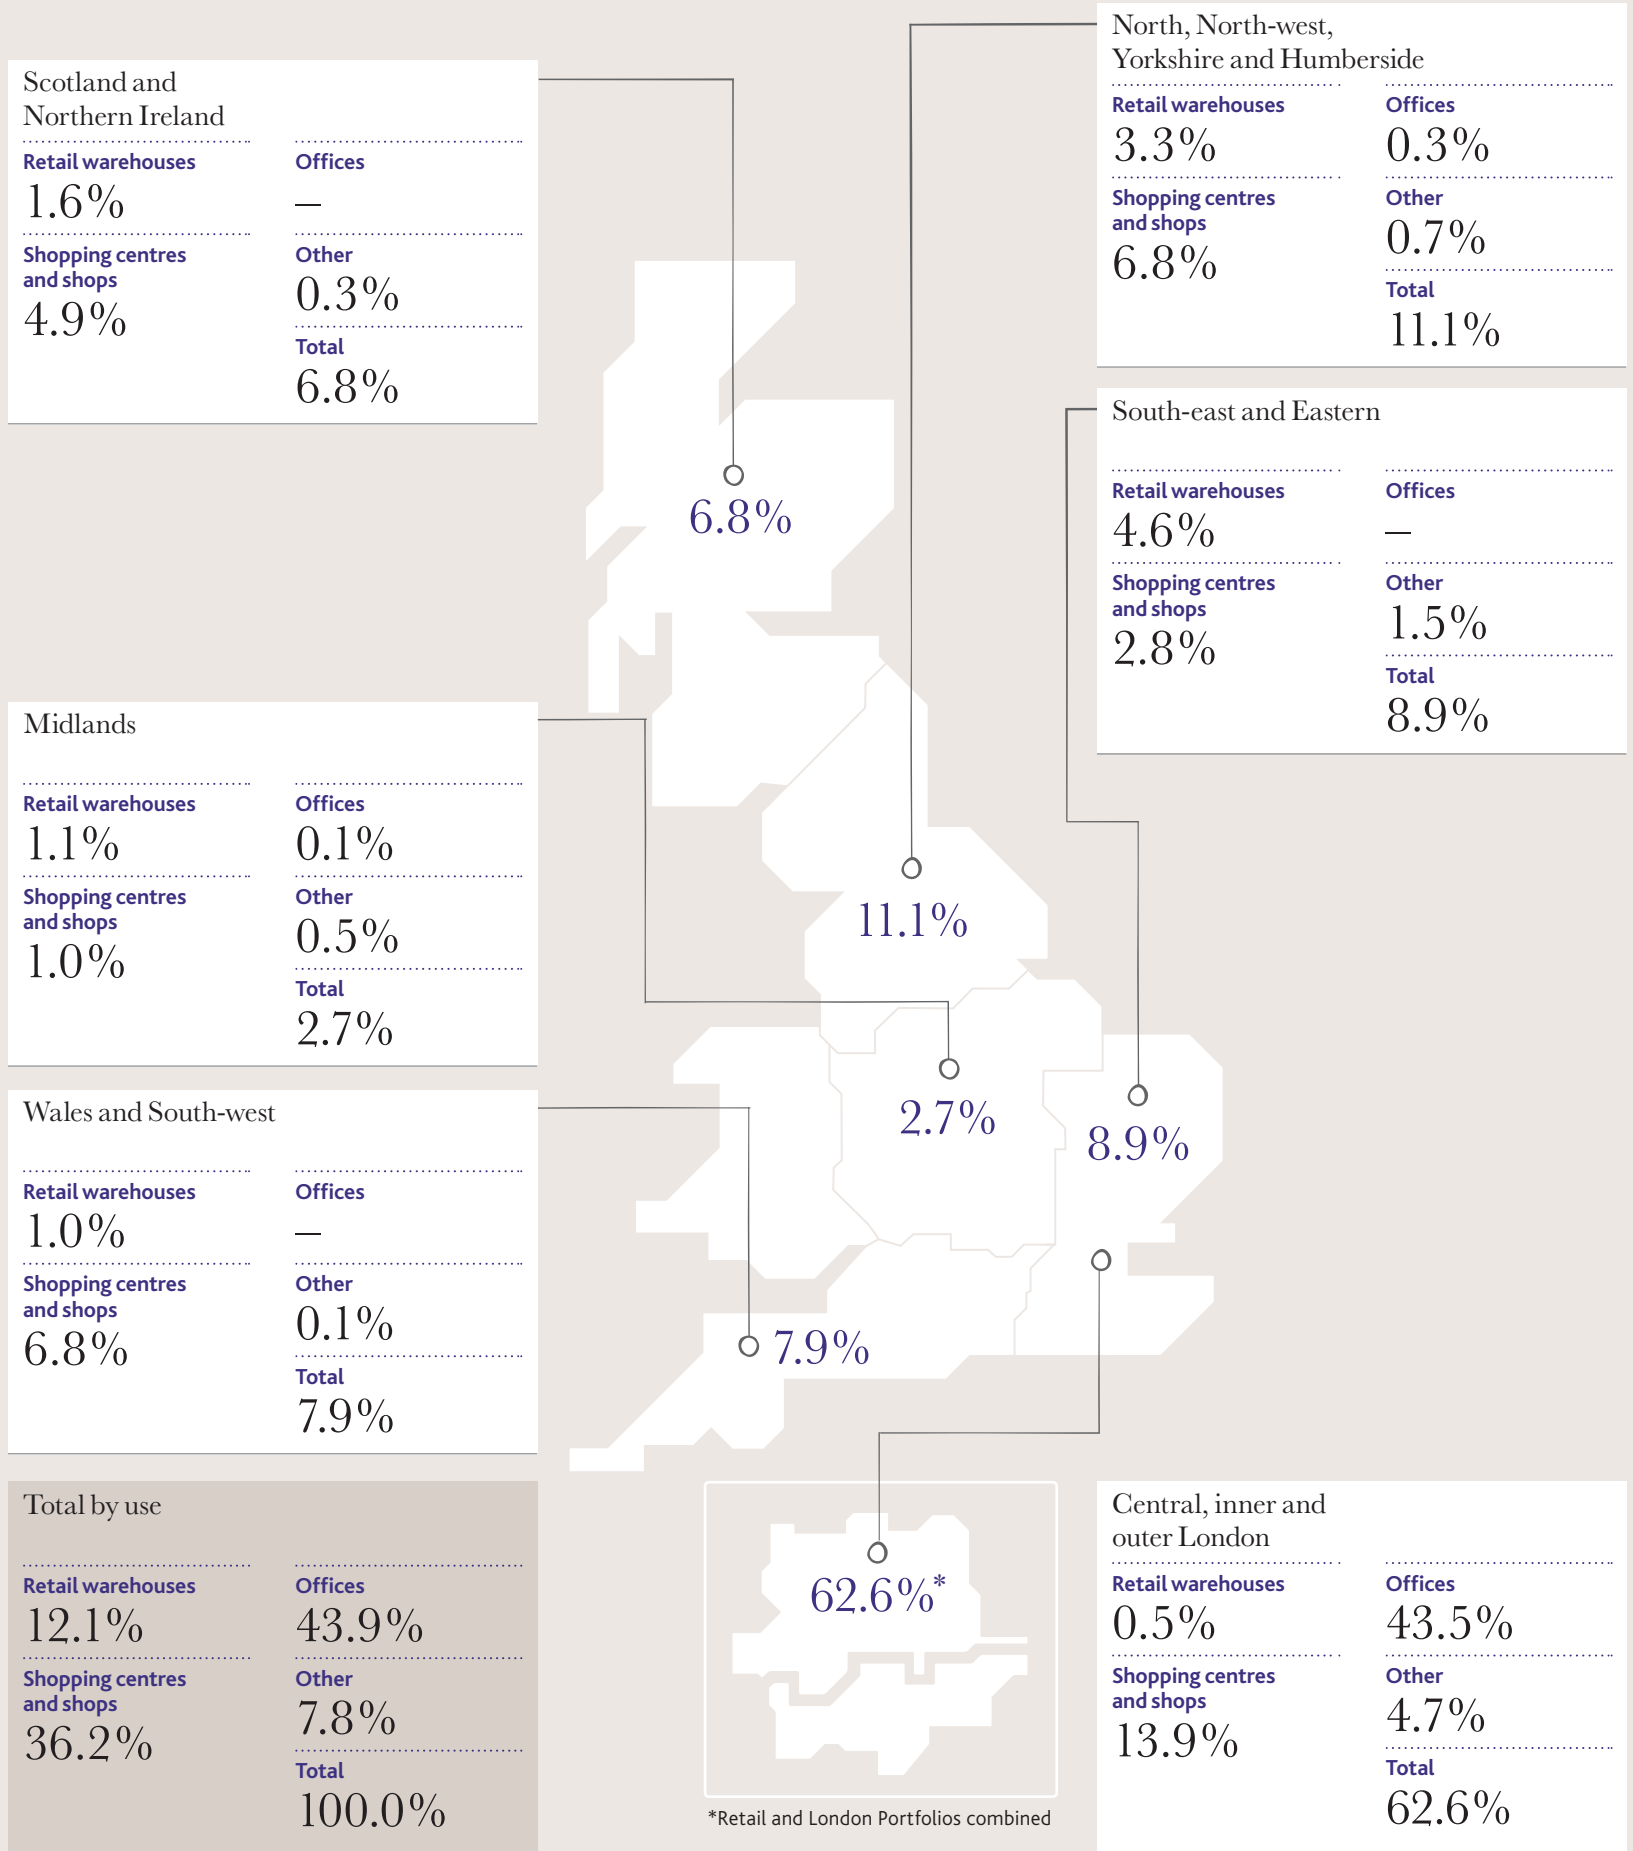 Scotland and
Northern Ireland
Retail warehouses
1.6%
Shopping centres
and shops
4.9%
Offices
–
Other
0.3%
Total
6.8%
North, North-west,
Yorkshire and Humberside
Retail warehouses
3.3%
Shopping centres
and shops
6.8%
Offices
0.3%
Other
0.7%
Total
11.1%
South-east and Eastern
Retail warehouses
4.6%
Shopping centres
and shops
2.8%
Offices
–
Other
1.5%
Total
8.9%
Midlands
Retail warehouses
1.1%
Shopping centres
and shops
1.0%
Offices
0.1%
Other
0.5%
Total
2.7%
Wales and South-west
Retail warehouses
1.0%
Shopping centres
and shops
6.8%
Offices
–
Other
0.1%
Total
7.9%
6.8%
11.1%
2.7%
8.9%
7.9%
62.6%*
*Retail and London Portfolios combined
Total by use
Retail warehouses
12.1%
Shopping centres
and shops
36.2%
Offices
43.9%
Other
7.8%
Total
100.0%
Central, inner and
outer London
Retail warehouses
0.5%
Shopping centres
and shops
13.9%
Offices
43.5%
Other
4.7%
Total
62.6%